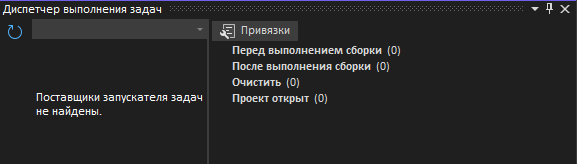 Диспетчер выполнения задач
Привязки
Перед выполнением сборки (0)
После выполнения сборки (0)
Очистить (0)
Проект открыт (0)
Поставщики запускателя задач
не найдены.